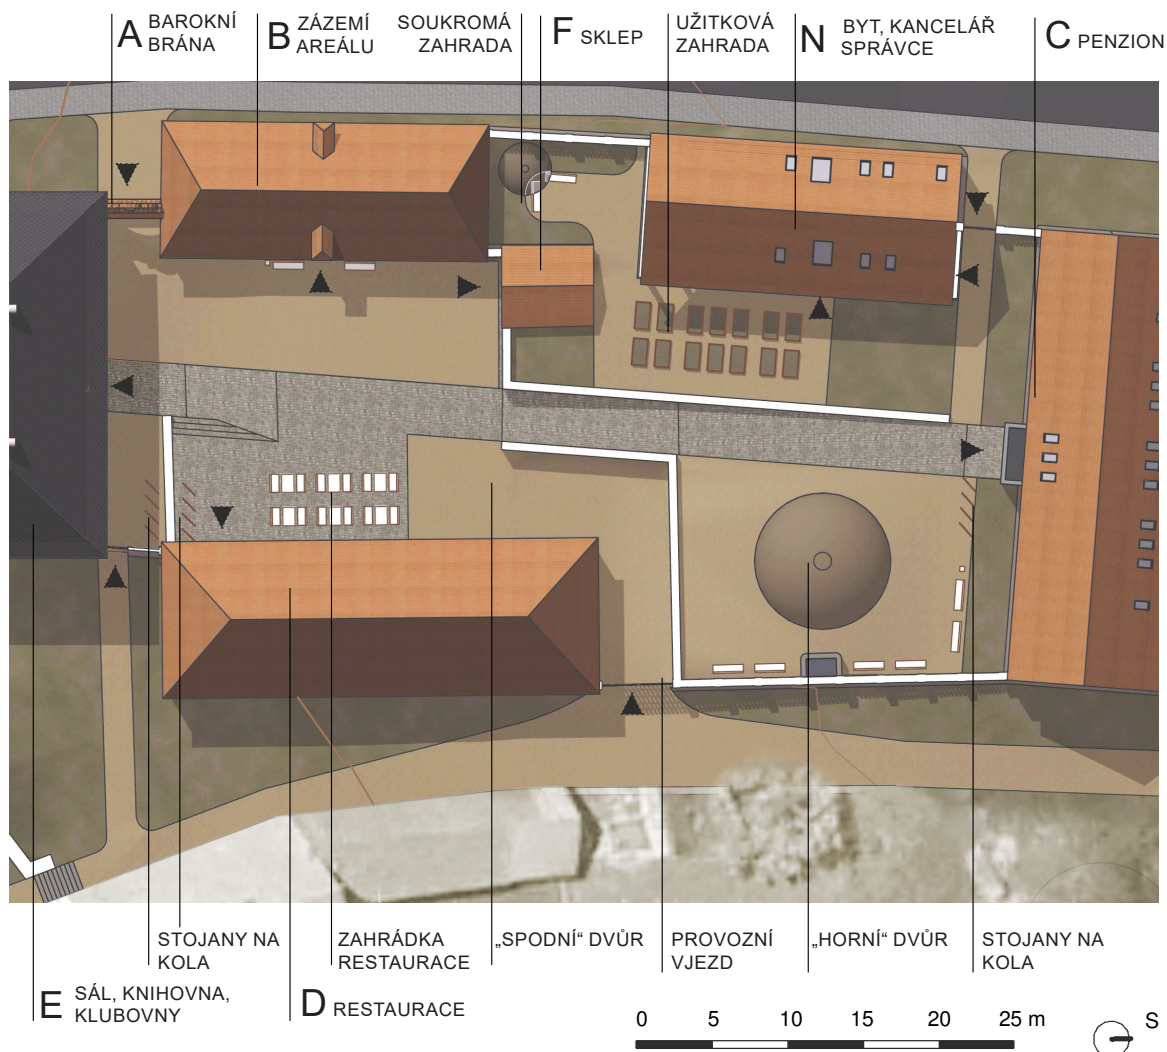 A BAROKNÍ
BRÁNA
B ZÁZEMÍ
AREÁLU
SOUKROMÁ
ZAHRADA
F SKLEP
UŽITKOVÁ
ZAHRADA
N BYT, KANCELÁŘ
SPRÁVCE
C PENZION
STOJANY NA
KOLA
ZAHRÁDKA
RESTAURACE
„SPODNÍ“ DVŮR
PROVOZNÍ
VJEZD
„HORNÍ“ DVŮR
STOJANY NA
KOLA
E SÁL, KNIHOVNA,
KLUBOVNY
D RESTAURACE
0 5 10 15 20 25 m
S